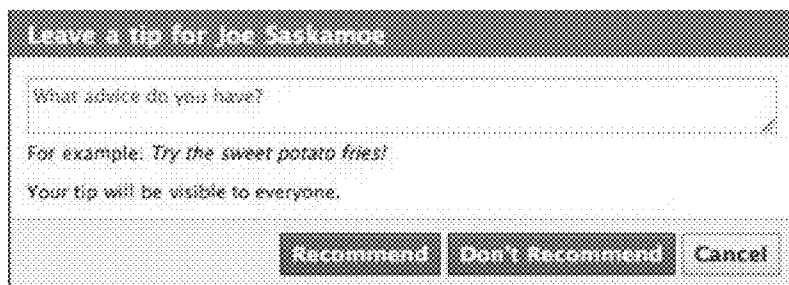 Leave a tip for Joe Saskamoe
What advice do you have?
For example: Try the sweet potato fries!
Your tip will be visible to everyone.
Recommend Don't Recommend Cancel